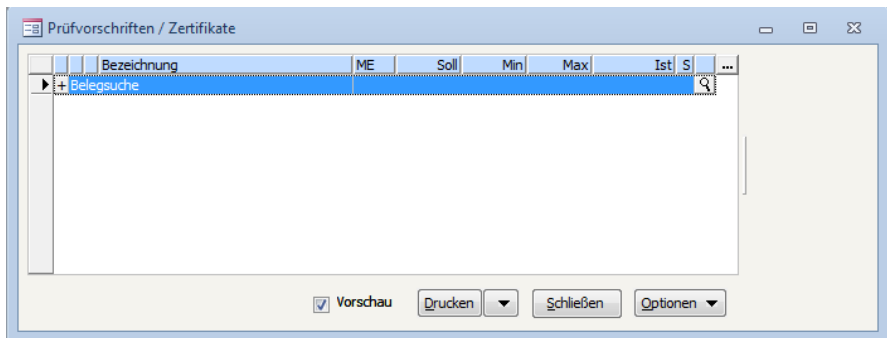 Prüfvorschriften / Zertifikate
Bezeichnung ME Soll Min Max Ist S ...
+ Belegsuche
Vorschau Drucken Schließen Optionen